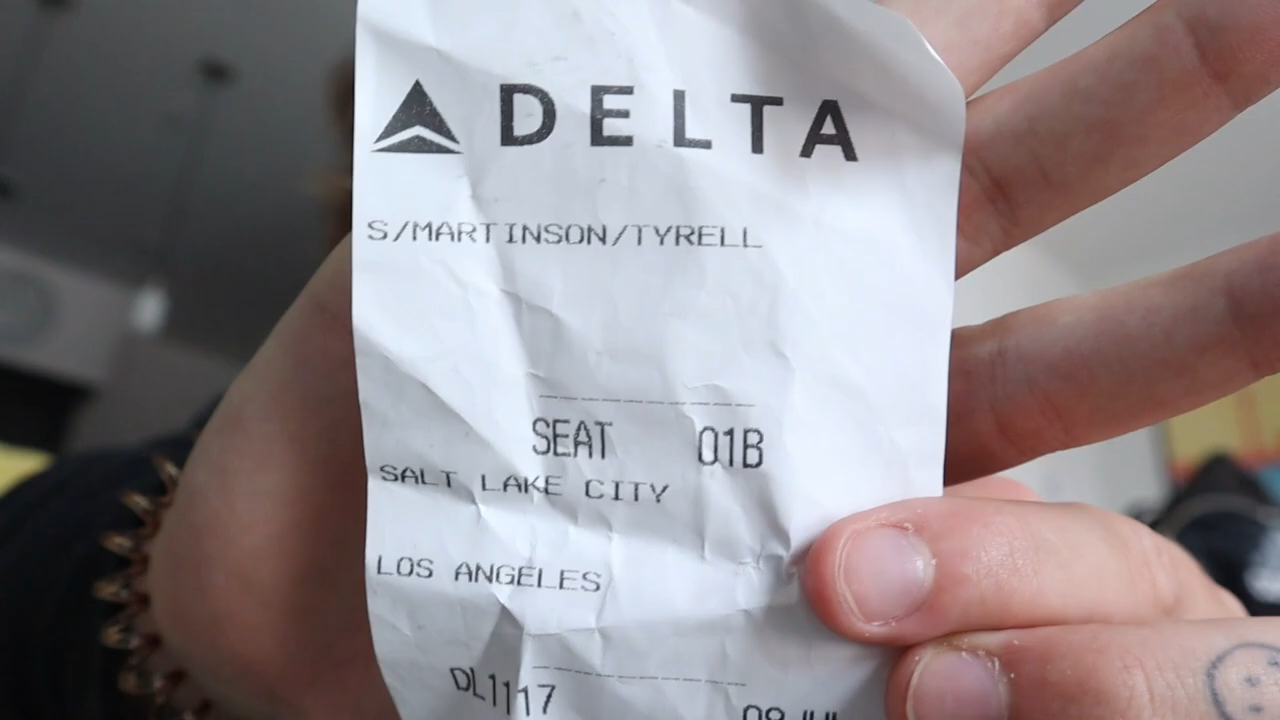 DELTA
S/MARTINSON/TYRELL
SEAT 01B
SALT LAKE CITY
LOS ANGELES
DL1117